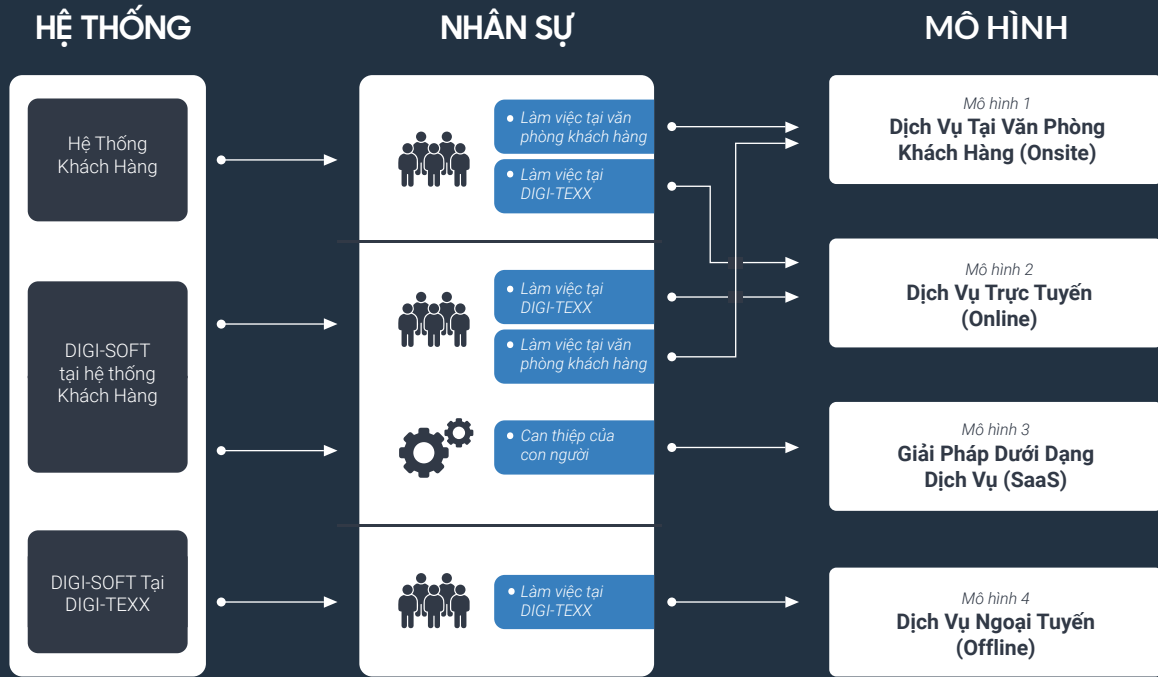 HỆ THỐNG
NHÂN SỰ
MÔ HÌNH
Hệ Thống
Khách Hàng
DIGI-SOFT
tại hệ thống
Khách Hàng
DIGI-SOFT Tại
DIGI-TEXX
Làm việc tại văn
phòng khách hàng
Làm việc tại
DIGI-TEXX
Làm việc tại
DIGI-TEXX
Làm việc tại văn
phòng khách hàng
Can thiệp của
con người
Làm việc tại
DIGI-TEXX
Mô hình 1
Dịch Vụ Tại Văn Phòng
Khách Hàng (Onsite)
Mô hình 2
Dịch Vụ Trực Tuyến
(Online)
Mô hình 3
Giải Pháp Dưới Dạng
Dịch Vụ (SaaS)
Mô hình 4
Dịch Vụ Ngoại Tuyến
(Offline)